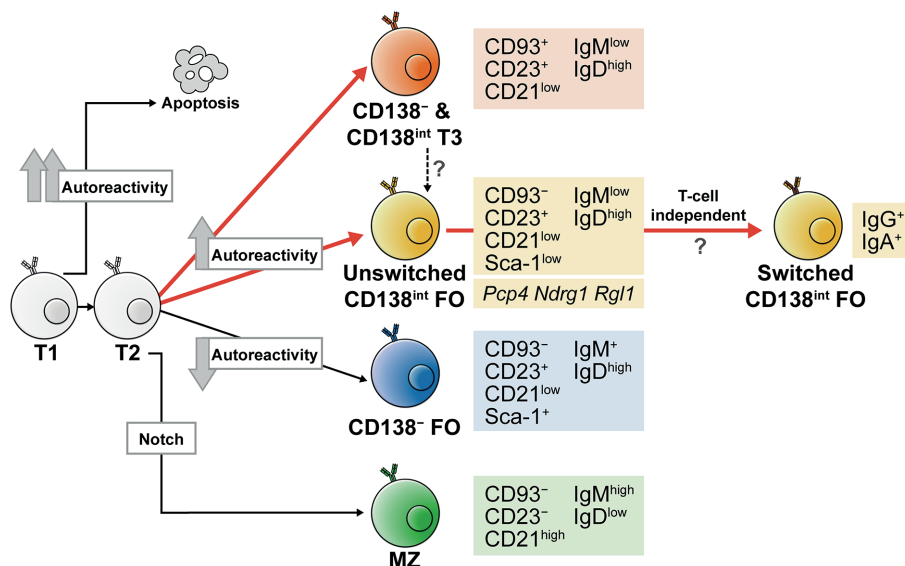 Apoptosis
Autoreactivity
T1
T2
CD138⁻ &
CD138ⁱⁿᵗ T3
CD93⁺ IgMˡᵒʷ
CD23⁺ IgDʰⁱᵍʰ
CD21ˡᵒʷ
?
Autoreactivity
Unswitched
CD138ⁱⁿᵗ FO
CD93⁻ IgMˡᵒʷ
CD23⁺ IgDʰⁱᵍʰ
CD21ˡᵒʷ
Sca-1ˡᵒʷ
Pcp4 Ndrg1 Rgl1
T-cell
independent
?
Switched
CD138ⁱⁿᵗ FO
IgG⁺
IgA⁺
Autoreactivity
CD138⁻ FO
CD93⁻ IgM⁺
CD23⁺ IgDʰⁱᵍʰ
CD21ˡᵒʷ
Sca-1⁺
Notch
MZ
CD93⁻ IgMʰⁱᵍʰ
CD23⁻ IgDˡᵒʷ
CD21ʰⁱᵍʰ